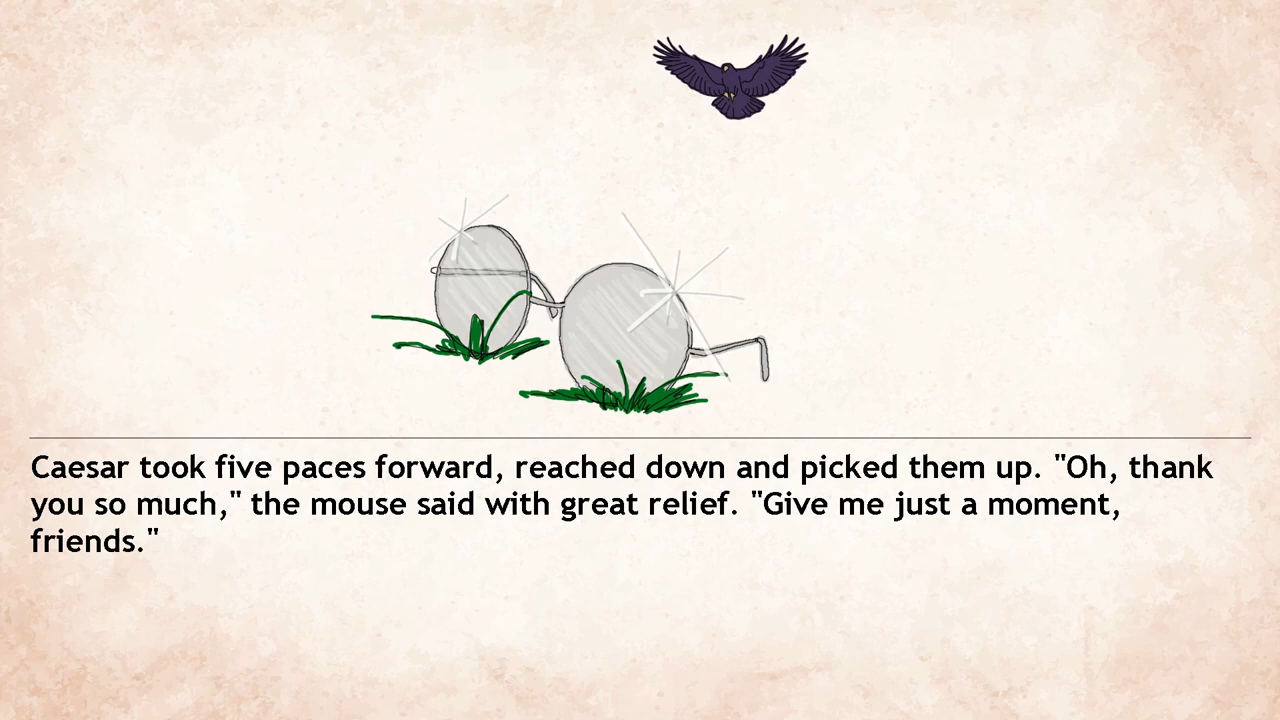 Caesar took five paces forward, reached down and picked them up. "Oh, thank
you so much," the mouse said with great relief. "Give me just a moment,
friends."